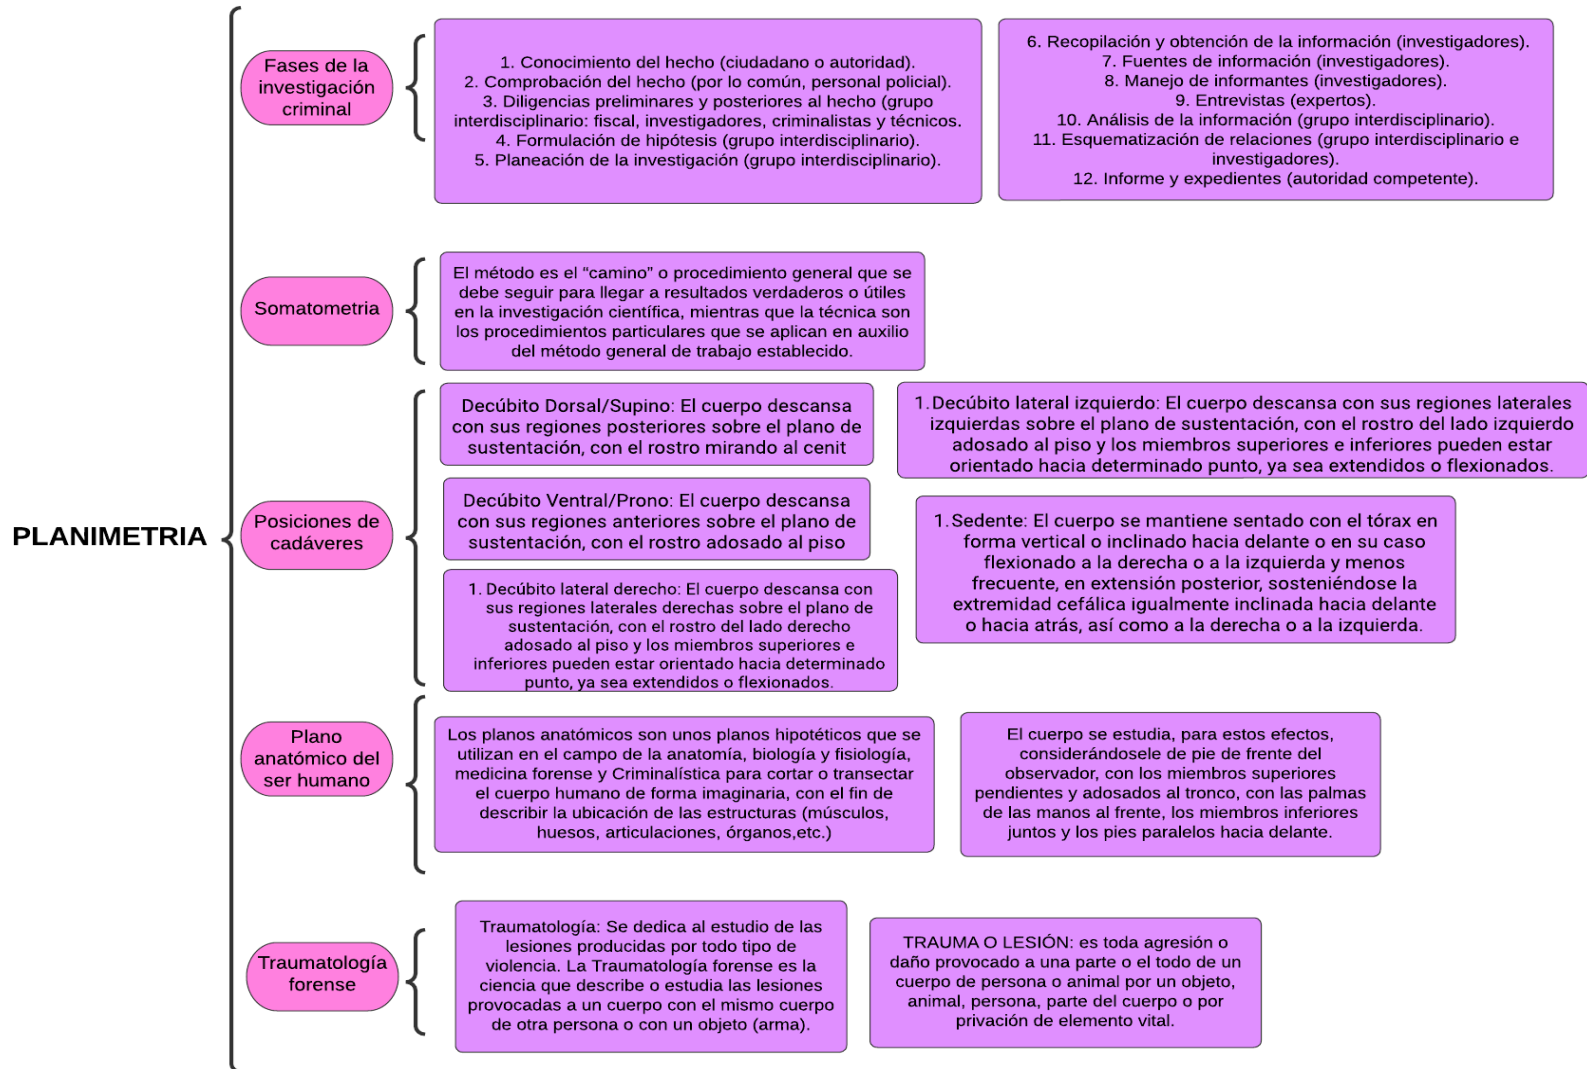 PLANIMETRIA
Fases de la
investigación
criminal
1. Conocimiento del hecho (ciudadano o autoridad).
2. Comprobación del hecho (por lo común, personal policial).
3. Diligencias preliminares y posteriores al hecho (grupo
interdisciplinario: fiscal, investigadores, criminalistas y técnicos.
4. Formulación de hipótesis (grupo interdisciplinario).
5. Planeación de la investigación (grupo interdisciplinario).
6. Recopilación y obtención de la información (investigadores).
7. Fuentes de información (investigadores).
8. Manejo de informantes (investigadores).
9. Entrevistas (expertos).
10. Análisis de la información (grupo interdisciplinario).
11. Esquematización de relaciones (grupo interdisciplinario e
investigadores).
12. Informe y expedientes (autoridad competente).
Somatometria
El método es el “camino” o procedimiento general que se
debe seguir para llegar a resultados verdaderos o útiles
en la investigación científica, mientras que la técnica son
los procedimientos particulares que se aplican en auxilio
del método general de trabajo establecido.
Posiciones de
cadáveres
Decúbito Dorsal/Supino: El cuerpo descansa
con sus regiones posteriores sobre el plano de
sustentación, con el rostro mirando al cenit
Decúbito Ventral/Prono: El cuerpo descansa
con sus regiones anteriores sobre el plano de
sustentación, con el rostro adosado al piso
1. Decúbito lateral derecho: El cuerpo descansa con
sus regiones laterales derechas sobre el plano de
sustentación, con el rostro del lado derecho
adosado al piso y los miembros superiores e
inferiores pueden estar orientado hacia determinado
punto, ya sea extendidos o flexionados.
1. Decúbito lateral izquierdo: El cuerpo descansa con sus regiones laterales
izquierdas sobre el plano de sustentación, con el rostro del lado izquierdo
adosado al piso y los miembros superiores e inferiores pueden estar
orientado hacia determinado punto, ya sea extendidos o flexionados.
1. Sedente: El cuerpo se mantiene sentado con el tórax en
forma vertical o inclinado hacia delante o en su caso
flexionado a la derecha o a la izquierda y menos
frecuente, en extensión posterior, sosteniéndose la
extremidad cefálica igualmente inclinada hacia delante
o hacia atrás, así como a la derecha o a la izquierda.
Plano
anatómico del
ser humano
Los planos anatómicos son unos planos hipotéticos que se
utilizan en el campo de la anatomía, biología y fisiología,
medicina forense y Criminalística para cortar o transectar
el cuerpo humano de forma imaginaria, con el fin de
describir la ubicación de las estructuras (músculos,
huesos, articulaciones, órganos,etc.)
El cuerpo se estudia, para estos efectos,
considerándosele de pie de frente del
observador, con los miembros superiores
pendientes y adosados al tronco, con las palmas
de las manos al frente, los miembros inferiores
juntos y los pies paralelos hacia delante.
Traumatología
forense
Traumatología: Se dedica al estudio de las
lesiones producidas por todo tipo de
violencia. La Traumatología forense es la
ciencia que describe o estudia las lesiones
provocadas a un cuerpo con el mismo cuerpo
de otra persona o con un objeto (arma).
TRAUMA O LESIÓN: es toda agresión o
daño provocado a una parte o el todo de un
cuerpo de persona o animal por un objeto,
animal, persona, parte del cuerpo o por
privación de elemento vital.